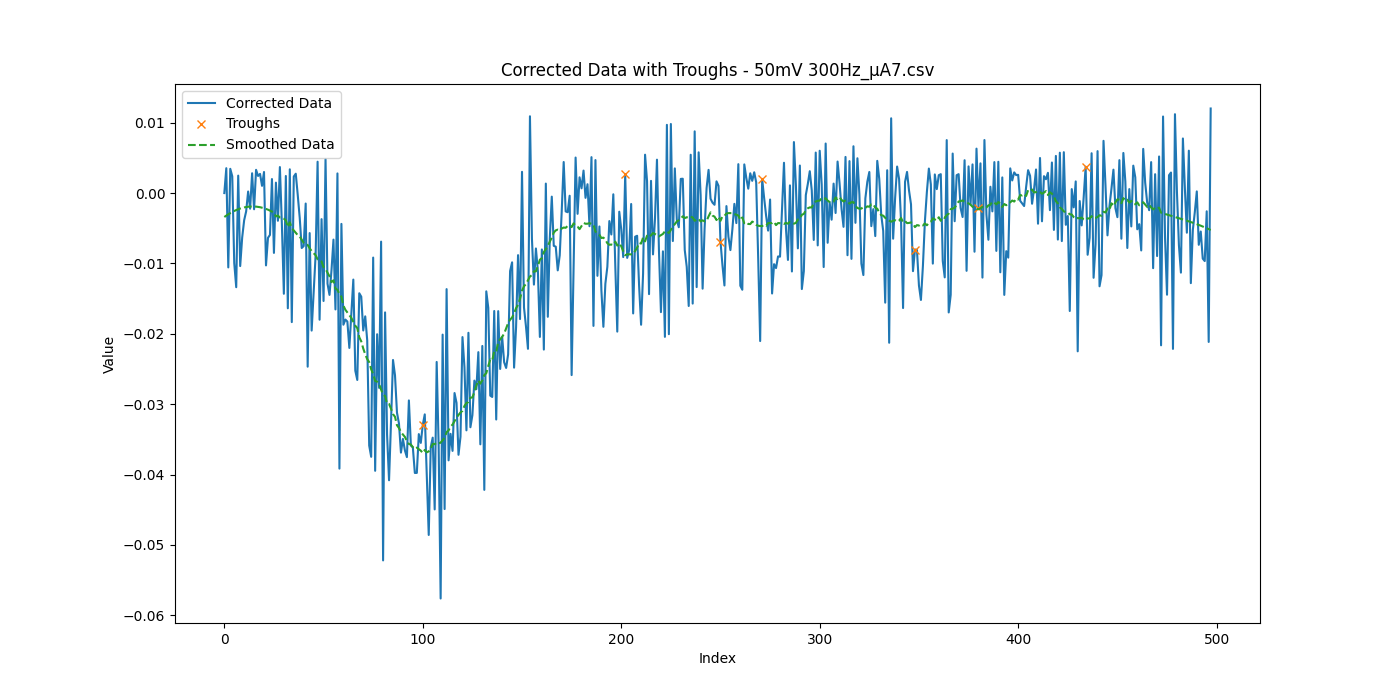 Corrected Data with Troughs - 50mV 300Hz_µA7.csv
Corrected Data
Troughs
Smoothed Data
0.01
0.00
−0.01
−0.02
−0.03
−0.04
−0.05
−0.06
Value
0 100 200 300 400 500
Index